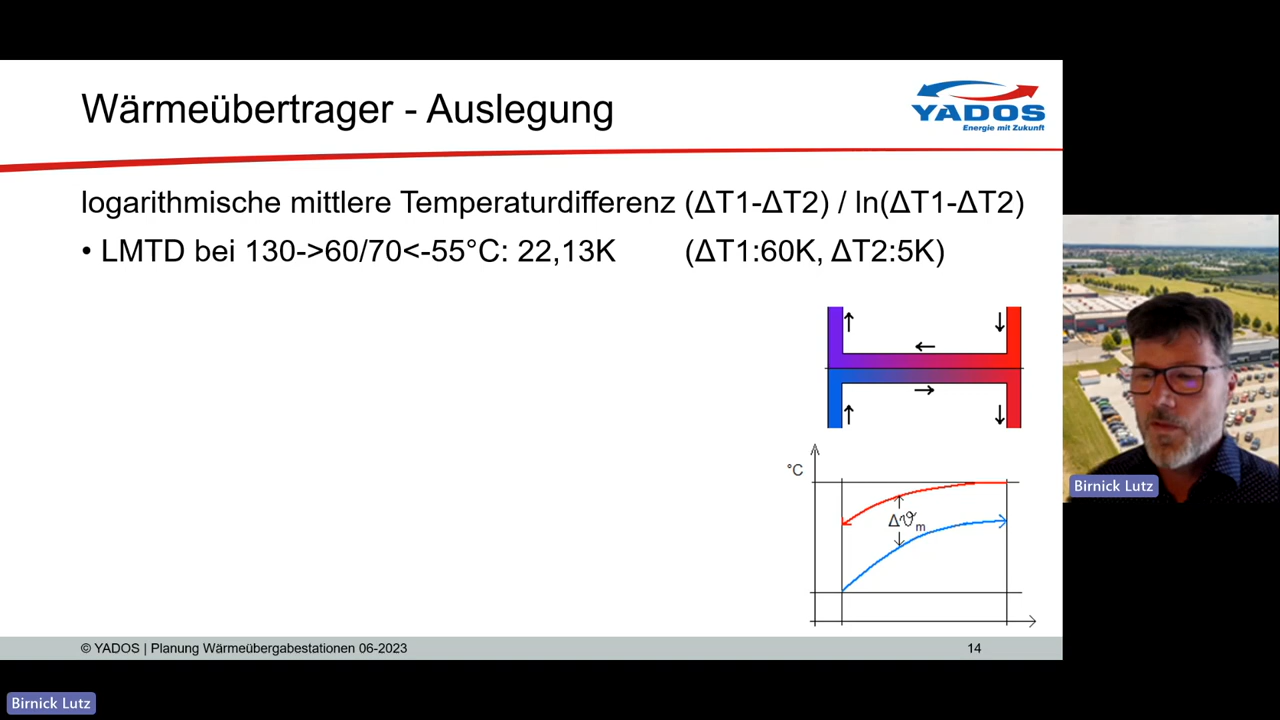 Wärmeübertrager - Auslegung
YADOS
Energie mit Zukunft
logarithmische mittlere Temperaturdifferenz (ΔT1-ΔT2) / ln(ΔT1-ΔT2)
• LMTD bei 130->60/70<-55°C: 22,13K (ΔT1:60K, ΔT2:5K)
°C
Δϑm
Birnick Lutz
© YADOS | Planung Wärmeübergabestationen 06-2023 14
Birnick Lutz